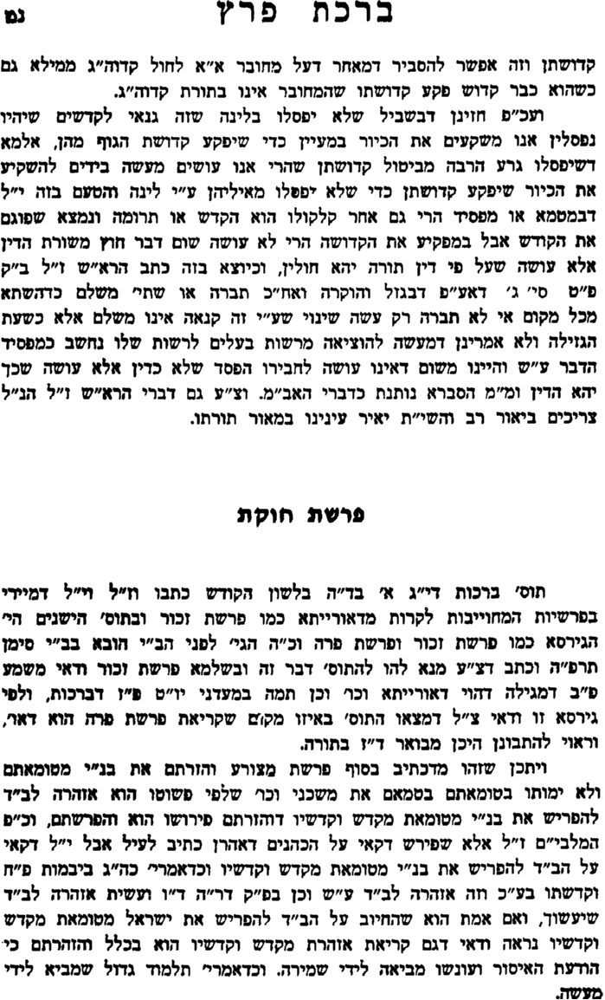 ברכת פרץ
נט
קדושתן וזה אפשר להסביר דמאחר דעל מחובר א״א לחול קדוה״ג ממילא גם
כשהוא כבר קדוש פקע קדושתו שהמחובר אינו בתורת קדוה״ג.
ועכ״פ חזינן דבשביל שלא יפסלו בלינה שזה גנאי לקדשים שיהיו
נפסלין אנו משקעים את הכיור במעיין כדי שיפקע קדושת הגוף מהן, אלמא
דשיפסלו גרע הרבה מביטול קדושתן שהרי אנו עושים מעשה בידים להשקיע
את הכיור שיפקע קדושתן כדי שלא יפסלו מאיליהן ע״י לינה והטעם בזה י״ל
דבמטמא או מפסיד הרי גם אחר קלקולו הוא הקדש או תרומה ונמצא שפוגם
את הקודש אבל במפקיע את הקדושה הרי לא עושה שום דבר חוץ משורת הדין
אלא עושה שעל פי דין תורה יהא חולין, וכיוצא בזה כתב הרא״ש ז״ל ב״ק
פ״ט סי׳ ג׳ דאע״פ דבגזל והוקרה ואח״כ תברה או שתי׳ משלם כדהשתא
מכל מקום אי לא תברה רק עשה שינוי שע״י זה קנאה אינו משלם אלא כשעת
הגזילה ולא אמרינן דמעשה להוציאה מרשות בעלים לרשות שלו נחשב כמפסיד
הדבר ע״ש והיינו משום דאינו עושה לחבירו הפסד שלא כדין אלא עושה שכך
יהא הדין ומ״מ הסברא נותנת כדברי האב״מ. וצ״ע גם דברי הרא״ש ז״ל הנ״ל
צריכים ביאור רב והשי״ת יאיר עינינו במאור תורתו.
פרשת חוקת
תוס׳ ברכות די״ג א׳ בד״ה בלשון הקודש כתבו וז״ל וי״ל דמיירי
בפרשיות המחוייבות לקרות מדאורייתא כמו פרשת זכור ובתוס׳ הישנים הי׳
הגירסא כמו פרשת זכור ופרשת פרה וכ״ה הגי׳ לפני הב״י הובא בב״י סימן
תרפ״ה וכתב דצ״ע מנא להו להתוס׳ דבר זה ובשלמא פרשת זכור ודאי משמע
פ״ב דמגילה דהוי דאורייתא וכר׳ וכן תמה במעדני יו״ט פ״ז דברכות, ולפי
גירסא זו ודאי צ״ל דמצאו התוס׳ באיזו מקום שקריאת פרשת פרה הוא דאר׳,
וראוי להתבונן היכן מבואר ד״ז בתורה.
ויתכן שזהו מדכתיב בסוף פרשת מצורע והזרתם את בנ״י מטומאתם
ולא ימותו בטומאתם בטמאם את משכני וכר׳ שלפי פשוטו הוא אזהרה לב״ד
להפריש את בנ״י מטומאת מקדש וקדשיו דוהזרתם פירושו הוא והפרשתם, וכ״פ
המלבי״ם ז״ל אלא שפירש דקאי על הכהנים דאהרן כתיב לעיל אבל י״ל דקאי
על הב״ד להפריש את בנ״י מטומאת מקדש וקדשיו וכדאמרי׳ כה״ג ביבמות פ״ח
וקדשתו בע״כ וזה אזהרה לב״ד ע״ש וכן בפ״ק דר״ה ד״ו ועשית אזהרה לב״ד
שיעשוך, ואם אמת הוא שהחיוב על הב״ד להפריש את ישראל מטומאת מקדש
וקדשיו נראה ודאי דגם קריאת אזהרת מקדש וקדשיו הוא בכלל והזהרתם כי
הודעת האיסור ועונשו מביאה לידי שמירה. וכדאמרי׳ תלמוד גדול שמביא לידי
מעשה.